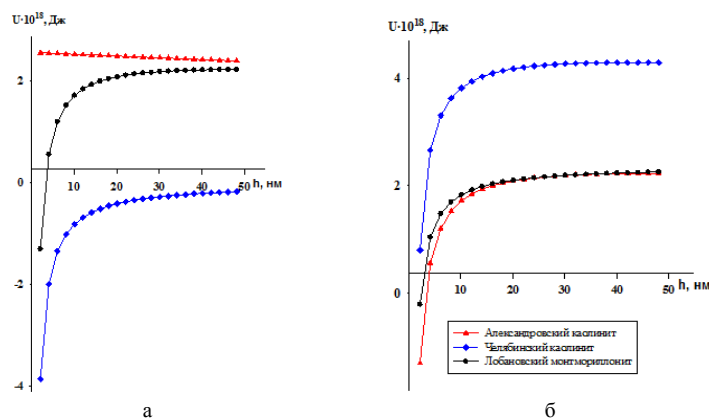 U·10¹⁸, Дж
2
0
-2
-4
10
20
30
40
50
h, нм
а
U·10¹⁸, Дж
4
2
0
10
20
30
40
50
h, нм
Александровский каолинит
Челябинский каолинит
Лобановский монтмориллонит
б